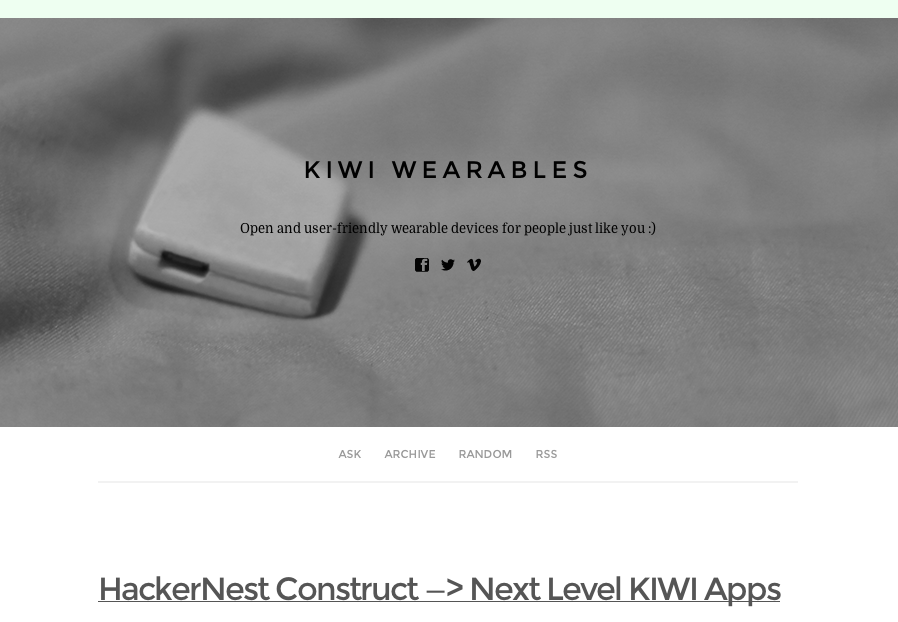 KIWI WEARABLES
Open and user-friendly wearable devices for people just like you :)
ASK ARCHIVE RANDOM RSS
HackerNest Construct —> Next Level KIWI Apps